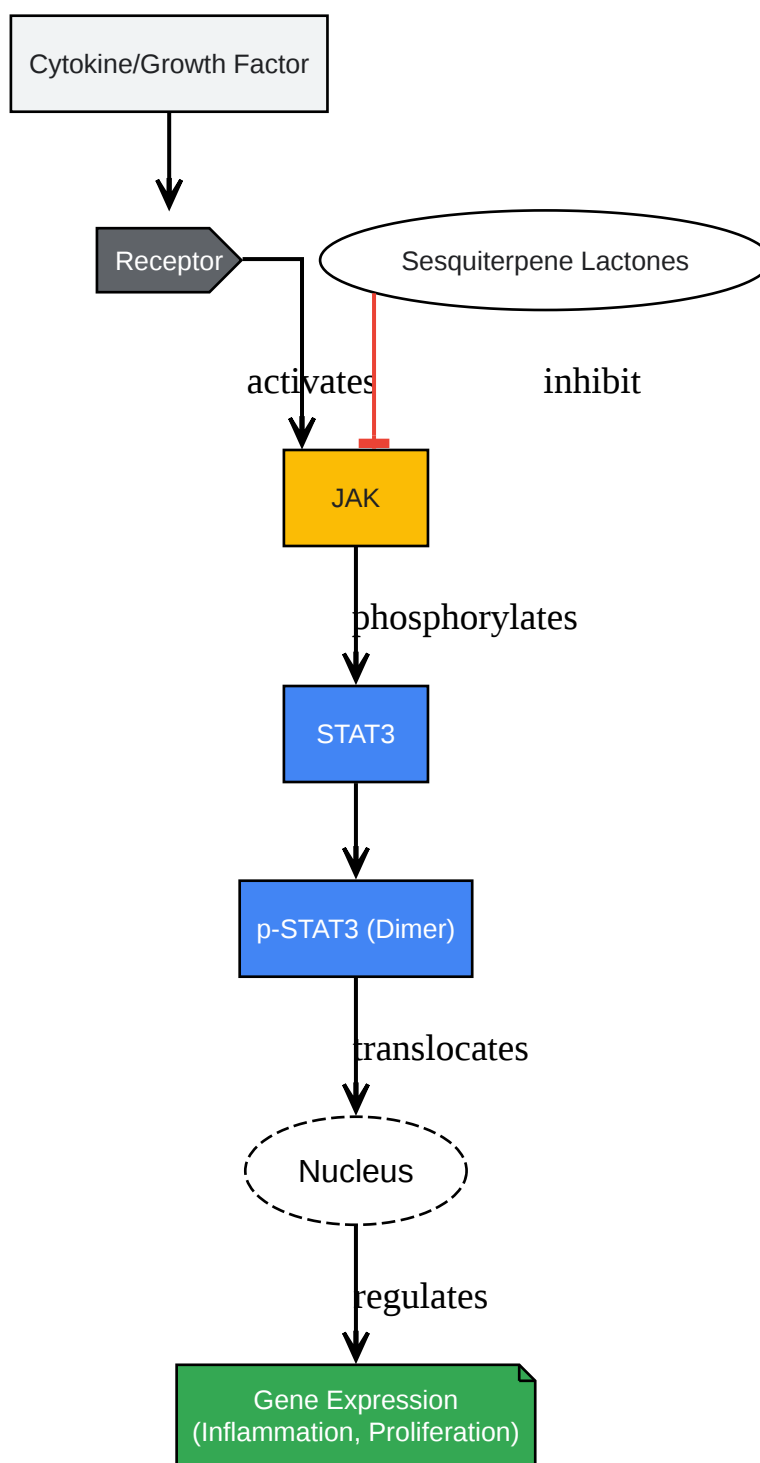 Cytokine/Growth Factor
Receptor
Sesquiterpene Lactones
activates
inhibit
JAK
phosphorylates
STAT3
p-STAT3 (Dimer)
translocates
Nucleus
regulates
Gene Expression
(Inflammation, Proliferation)